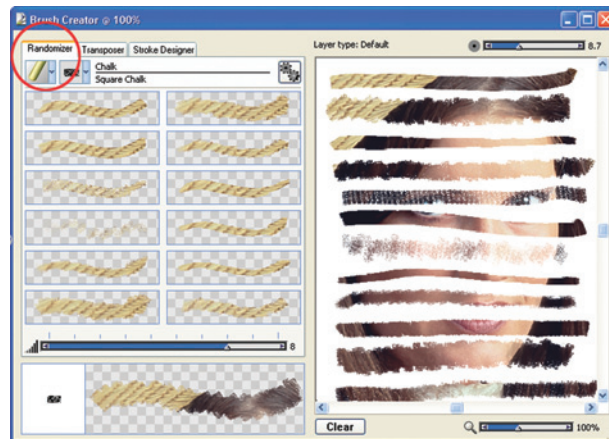 Brush Creator @ 100%
Randomizer Transposer Stroke Designer
Chalk
Square Chalk
8
Layer type: Default
8.7
Clear
100%